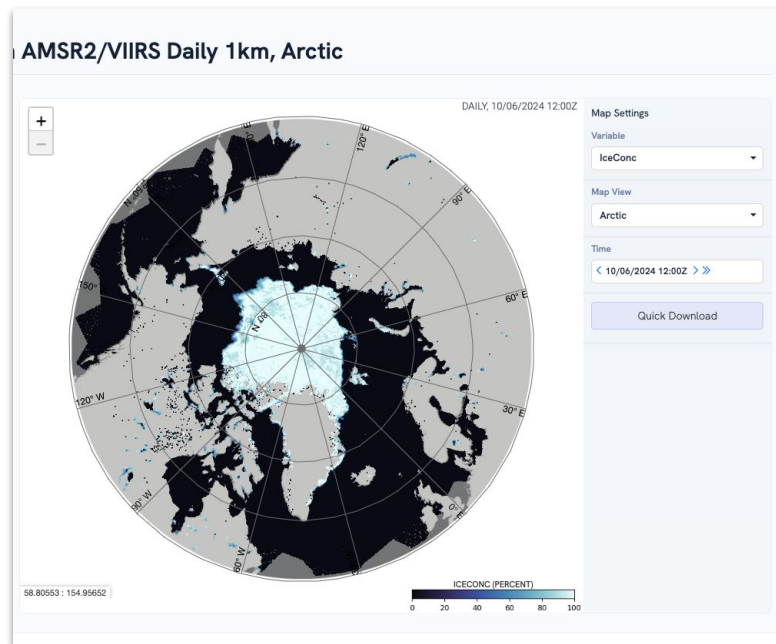 AMSR2/VIIRS Daily 1km, Arctic
DAILY, 10/06/2024 12:00Z
+
−
Map Settings
Variable
IceConc
Map View
Arctic
Time
< 10/06/2024 12:00Z > >>
Quick Download
120° E
90° E
60° E
30° E
0° E
60° W
90° W
120° W
150°
N .08
58.80553 : 154.95652
ICECONC (PERCENT)
0 20 40 60 80 100